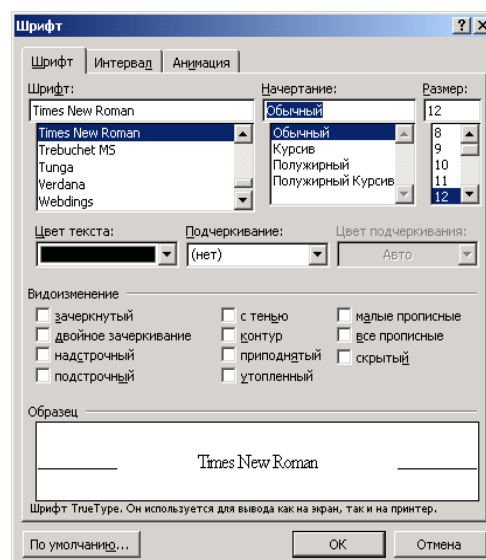 Шрифт
Шрифт Интервал Анимация
Шрифт: Начертание: Размер:
Times New Roman Обычный 12
Times New Roman Обычный 8
Trebuchet MS Курсив 9
Tunga Полужирный 10
Verdana Полужирный Курсив 11
Webdings 12
Цвет текста: Подчеркивание: Цвет подчеркивания:
(нет) Авто
Видоизменение
зачеркнутый с тенью малые прописные
двойное зачеркивание контур все прописные
надстрочный приподнятый скрытый
подстрочный утопленный
Образец
Times New Roman
Шрифт TrueType. Он используется для вывода как на экран, так и на принтер.
По умолчанию... ОК Отмена